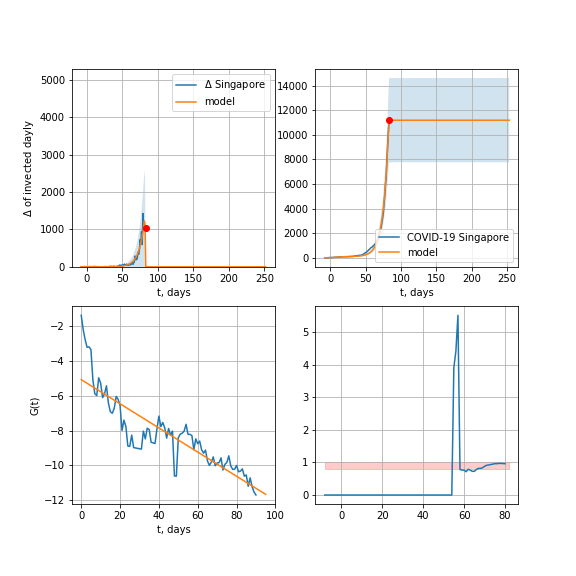 5000
4000
3000
2000
1000
0
0 50 100 150 200 250
t, days
Δ of invected dayly
Δ Singapore
model
14000
12000
10000
8000
6000
4000
2000
0
0 50 100 150 200 250
t, days
COVID-19 Singapore
model
−2
−4
−6
−8
−10
−12
0 20 40 60 80 100
t, days
G(t)
5
4
3
2
1
0
0 20 40 60 80